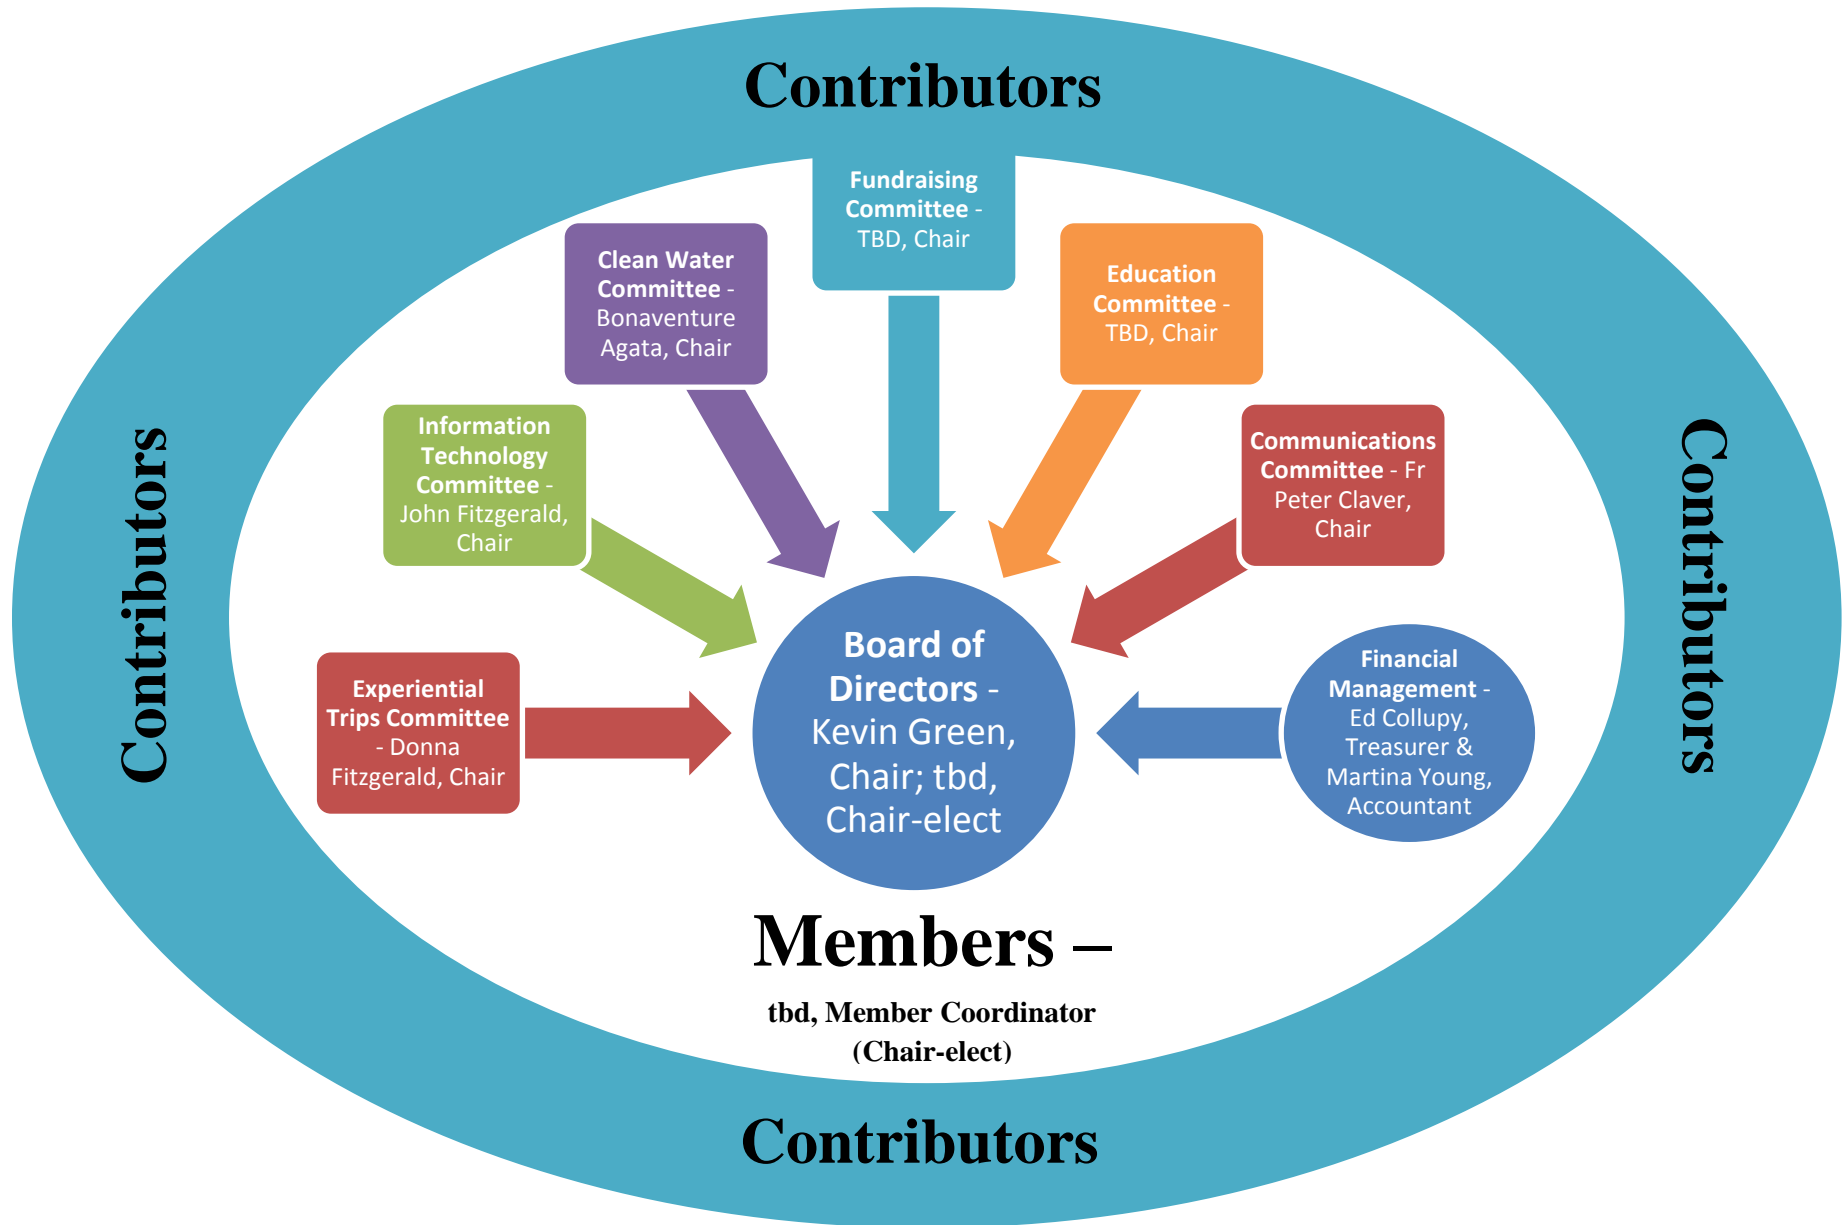 Contributors
Fundraising
Committee -
TBD, Chair
Clean Water
Committee -
Bonaventure
Agata, Chair
Education
Committee -
TBD, Chair
Information
Technology
Committee -
John Fitzgerald,
Chair
Communications
Committee - Fr
Peter Claver,
Chair
Contributors
Contributors
Experiential
Trips Committee
- Donna
Fitzgerald, Chair
Board of
Directors -
Kevin Green,
Chair; tbd,
Chair-elect
Financial
Management -
Ed Collupy,
Treasurer &
Martina Young,
Accountant
Members –
tbd, Member Coordinator
(Chair-elect)
Contributors